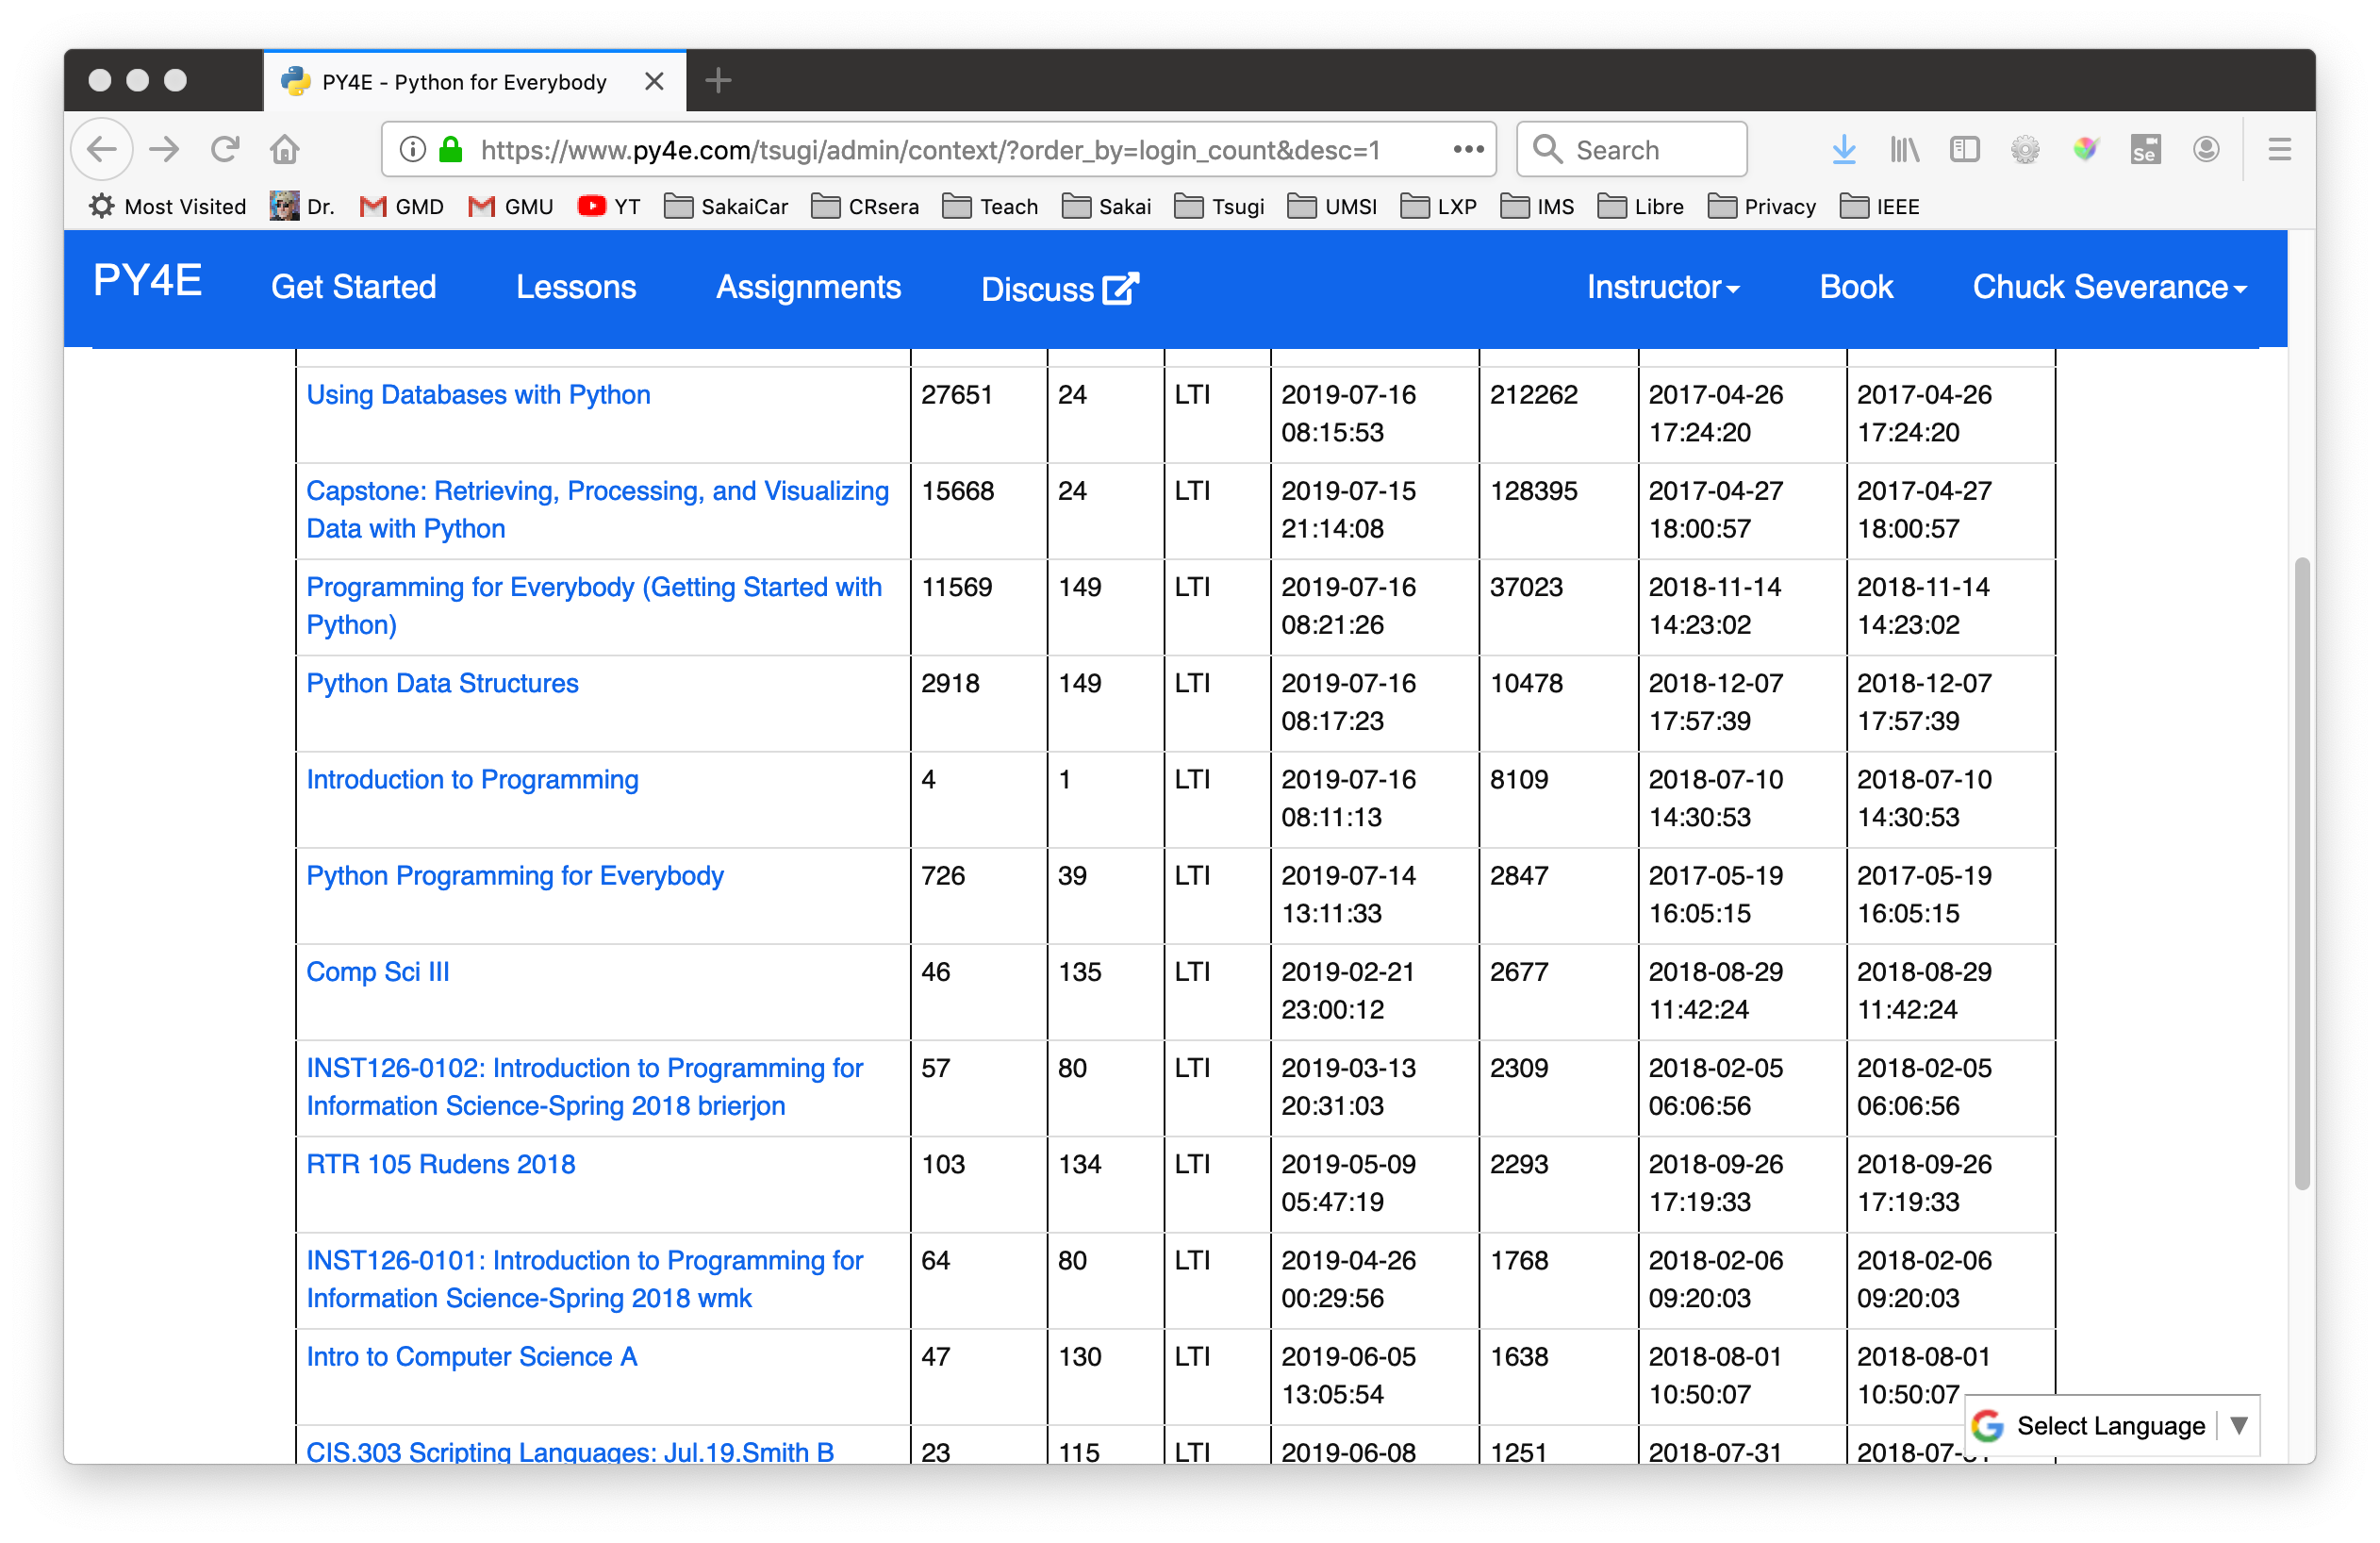 PY4E - Python for Everybody
https://www.py4e.com/tsugi/admin/context/?order_by=login_count&desc=1
Search
Se
Most Visited Dr. GMD GMU YT SakaiCar CRsera Teach Sakai Tsugi UMSI LXP IMS Libre Privacy IEEE
PY4E Get Started Lessons Assignments Discuss Instructor Book Chuck Severance
Using Databases with Python 27651 24 LTI 2019-07-16 212262 2017-04-26 2017-04-26
08:15:53 17:24:20 17:24:20
Capstone: Retrieving, Processing, and Visualizing 15668 24 LTI 2019-07-15 128395 2017-04-27 2017-04-27
Data with Python 21:14:08 18:00:57 18:00:57
Programming for Everybody (Getting Started with 11569 149 LTI 2019-07-16 37023 2018-11-14 2018-11-14
Python) 08:21:26 14:23:02 14:23:02
Python Data Structures 2918 149 LTI 2019-07-16 10478 2018-12-07 2018-12-07
08:17:23 17:57:39 17:57:39
Introduction to Programming 4 1 LTI 2019-07-16 8109 2018-07-10 2018-07-10
08:11:13 14:30:53 14:30:53
Python Programming for Everybody 726 39 LTI 2019-07-14 2847 2017-05-19 2017-05-19
13:11:33 16:05:15 16:05:15
Comp Sci III 46 135 LTI 2019-02-21 2677 2018-08-29 2018-08-29
23:00:12 11:42:24 11:42:24
INST126-0102: Introduction to Programming for 57 80 LTI 2019-03-13 2309 2018-02-05 2018-02-05
Information Science-Spring 2018 brierjon 20:31:03 06:06:56 06:06:56
RTR 105 Rudens 2018 103 134 LTI 2019-05-09 2293 2018-09-26 2018-09-26
05:47:19 17:19:33 17:19:33
INST126-0101: Introduction to Programming for 64 80 LTI 2019-04-26 1768 2018-02-06 2018-02-06
Information Science-Spring 2018 wmk 00:29:56 09:20:03 09:20:03
Intro to Computer Science A 47 130 LTI 2019-06-05 1638 2018-08-01 2018-08-01
13:05:54 10:50:07 10:50:07
CIS.303 Scripting Languages: Jul.19.Smith B 23 115 LTI 2019-06-08 1251 2018-07-31 2018-07-
Select Language